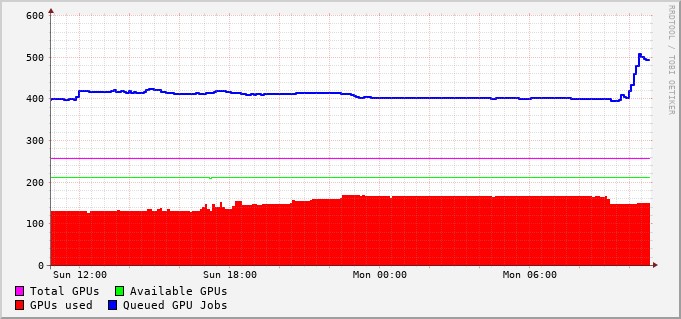 600
500
400
300
200
100
0
Sun 12:00 Sun 18:00 Mon 00:00 Mon 06:00
Total GPUs Available GPUs
GPUs used Queued GPU Jobs
RRDTOOL / TOBI OETIKER